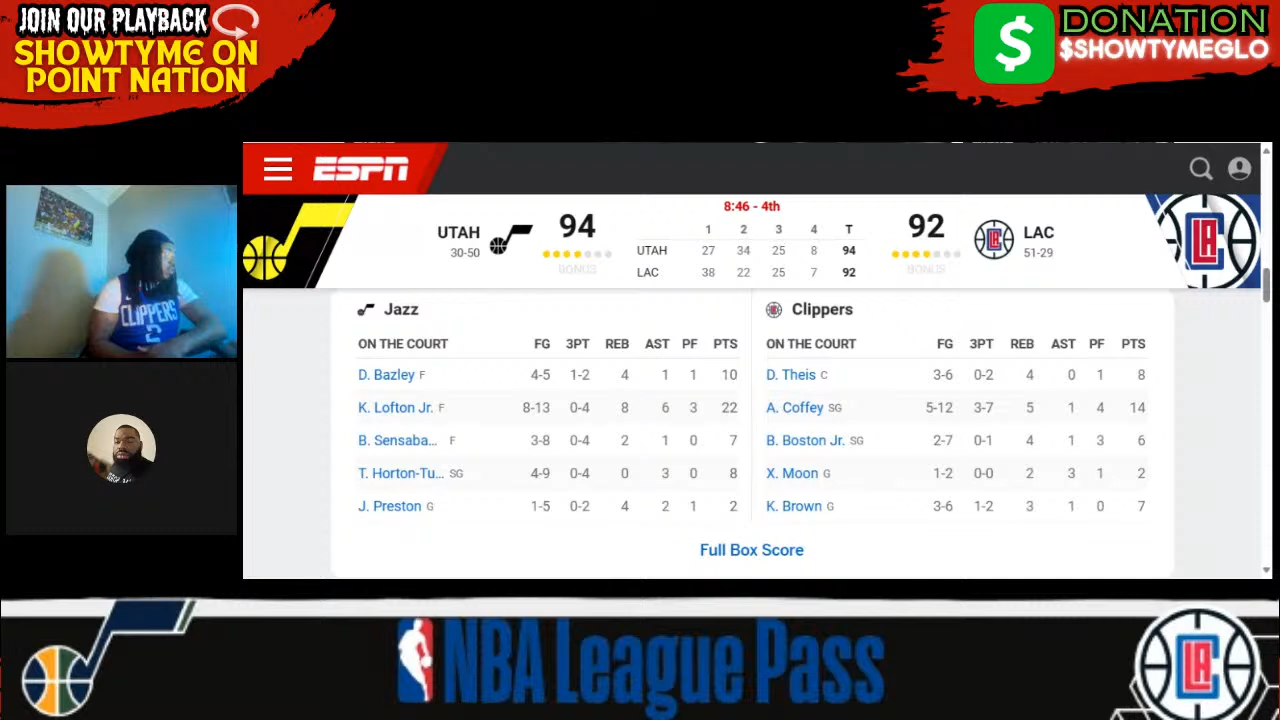 JOIN OUR PLAYBACK
SHOWTYME ON
POINT NATION
DONATION
$SHOWTYMEGLO
$
ESPN
8:46 - 4th
UTAH 94 1 2 3 4 T 92 LAC
30-50 BONUS UTAH 27 34 25 8 94 BONUS 51-29
LAC 38 22 25 7 92
Jazz
ON THE COURT FG 3PT REB AST PF PTS
D. Bazley F 4-5 1-2 4 1 1 10
K. Lofton Jr. F 8-13 0-4 8 6 3 22
B. Sensaba... F 3-8 0-4 2 1 0 7
T. Horton-Tu... SG 4-9 0-4 0 3 0 8
J. Preston G 1-5 0-2 4 2 1 2
Clippers
ON THE COURT FG 3PT REB AST PF PTS
D. Theis C 3-6 0-2 4 0 1 8
A. Coffey SG 5-12 3-7 5 1 4 14
B. Boston Jr. SG 2-7 0-1 4 1 3 6
X. Moon G 1-2 0-0 2 3 1 2
K. Brown G 3-6 1-2 3 1 0 7
Full Box Score
CLIPPERS
2
NBA League Pass